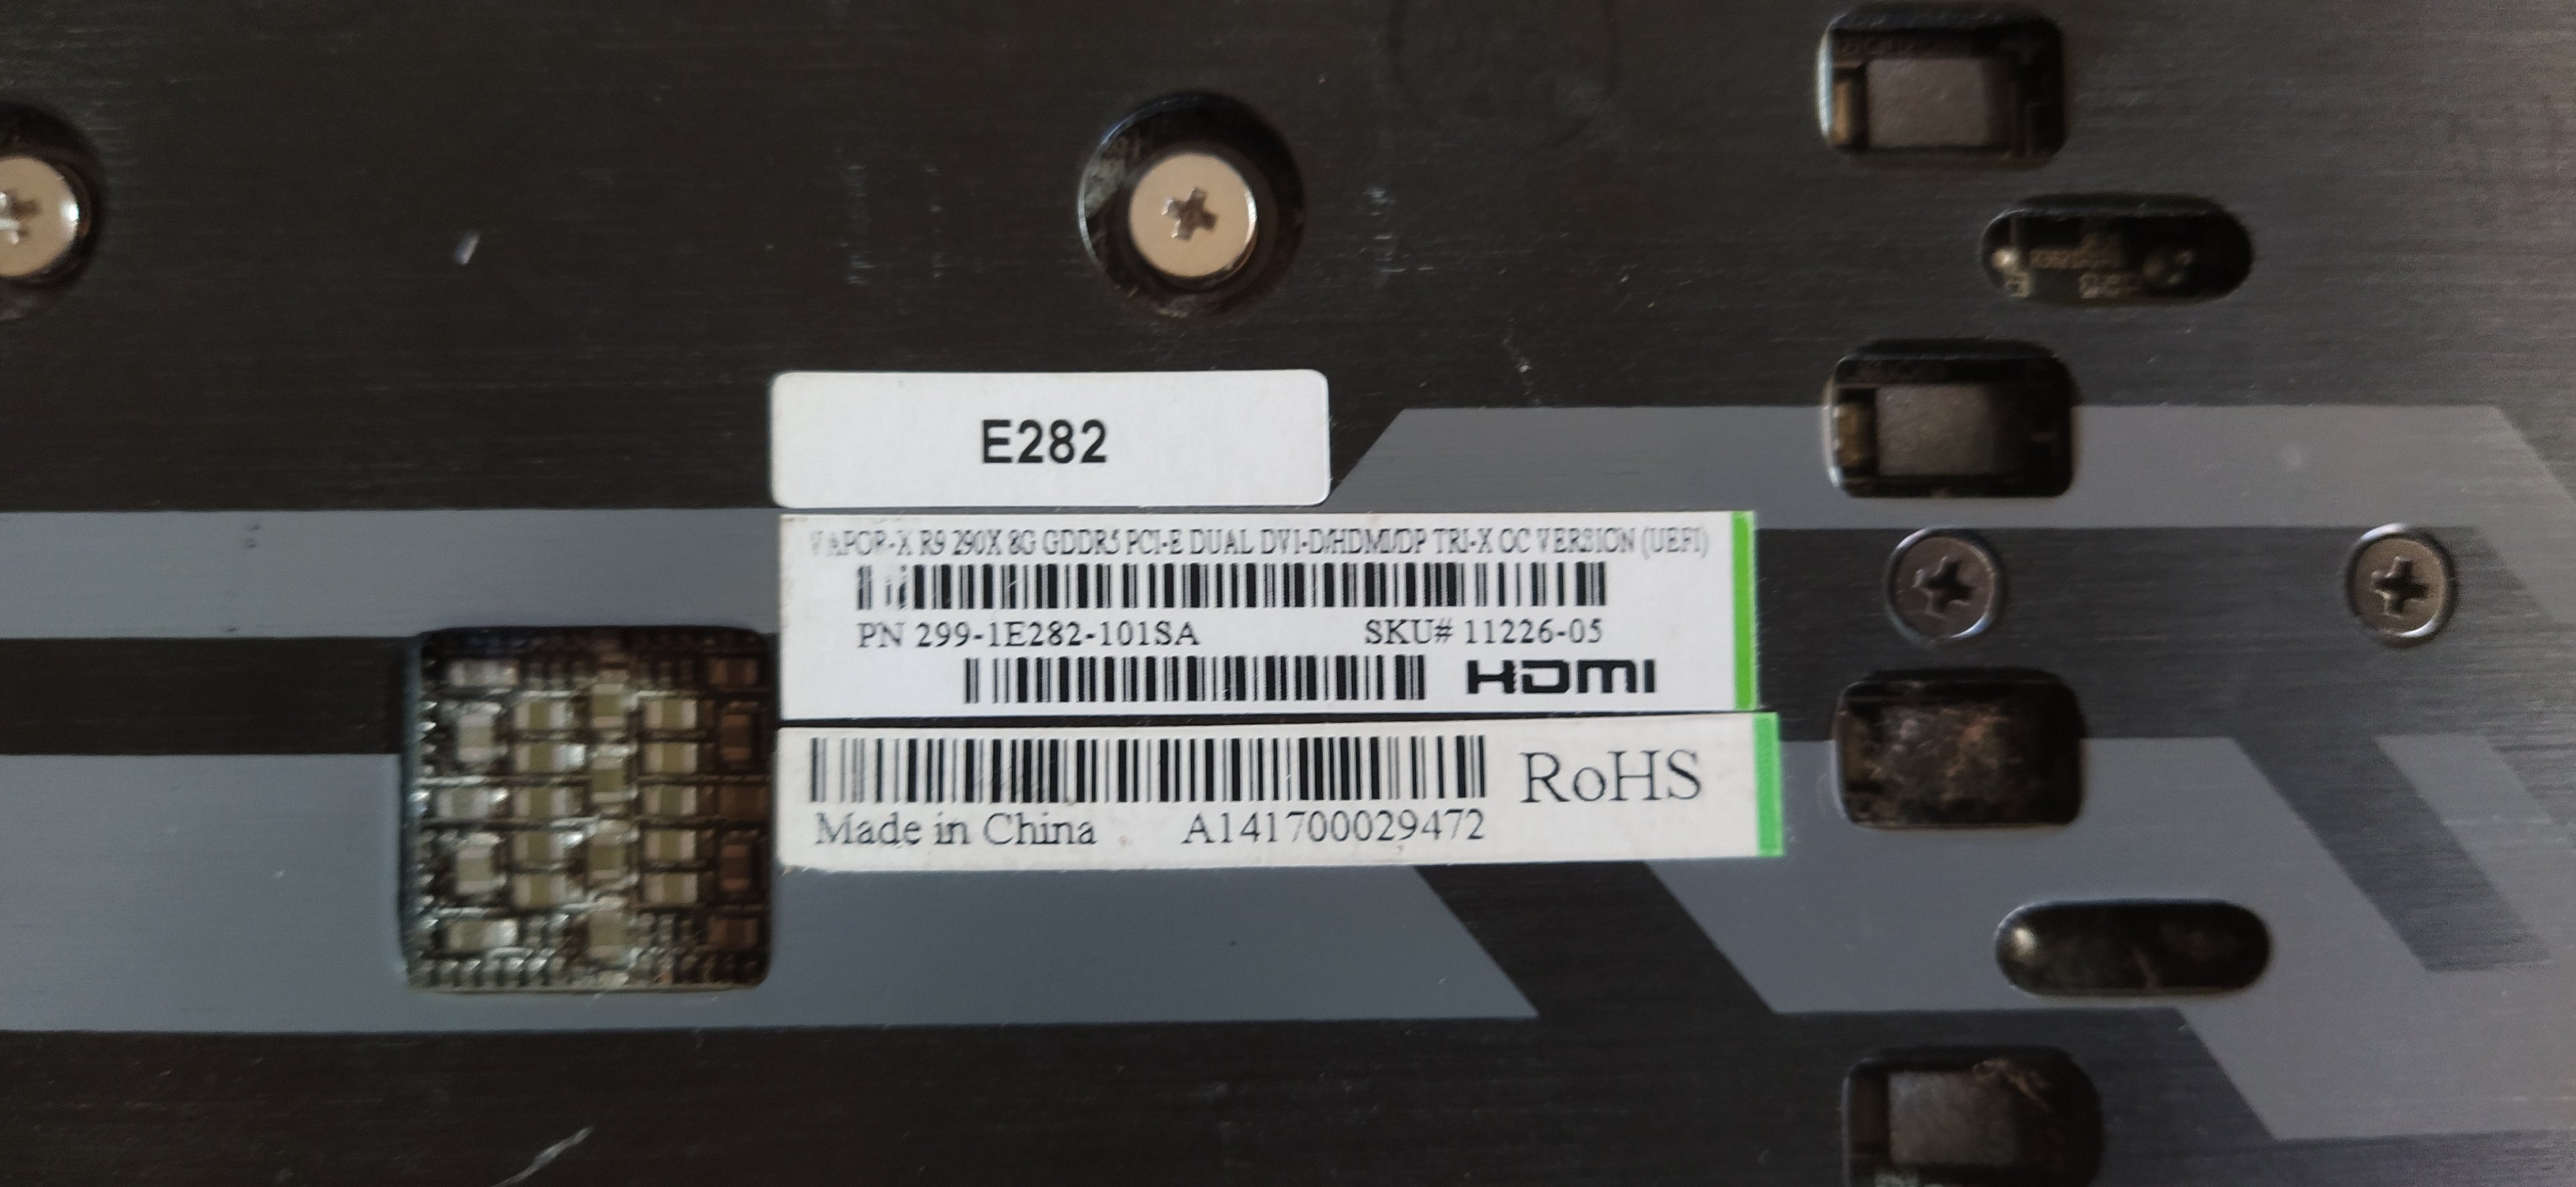 E282
VAPOR-X R9 290X 8G GDDR5 PCI-E DUAL DVI-D/HDMI/DP TRI-X OC VERSION (UEFI)
PN 299-1E282-101SA SKU# 11226-05
HDMI
RoHS
Made in China A141700029472